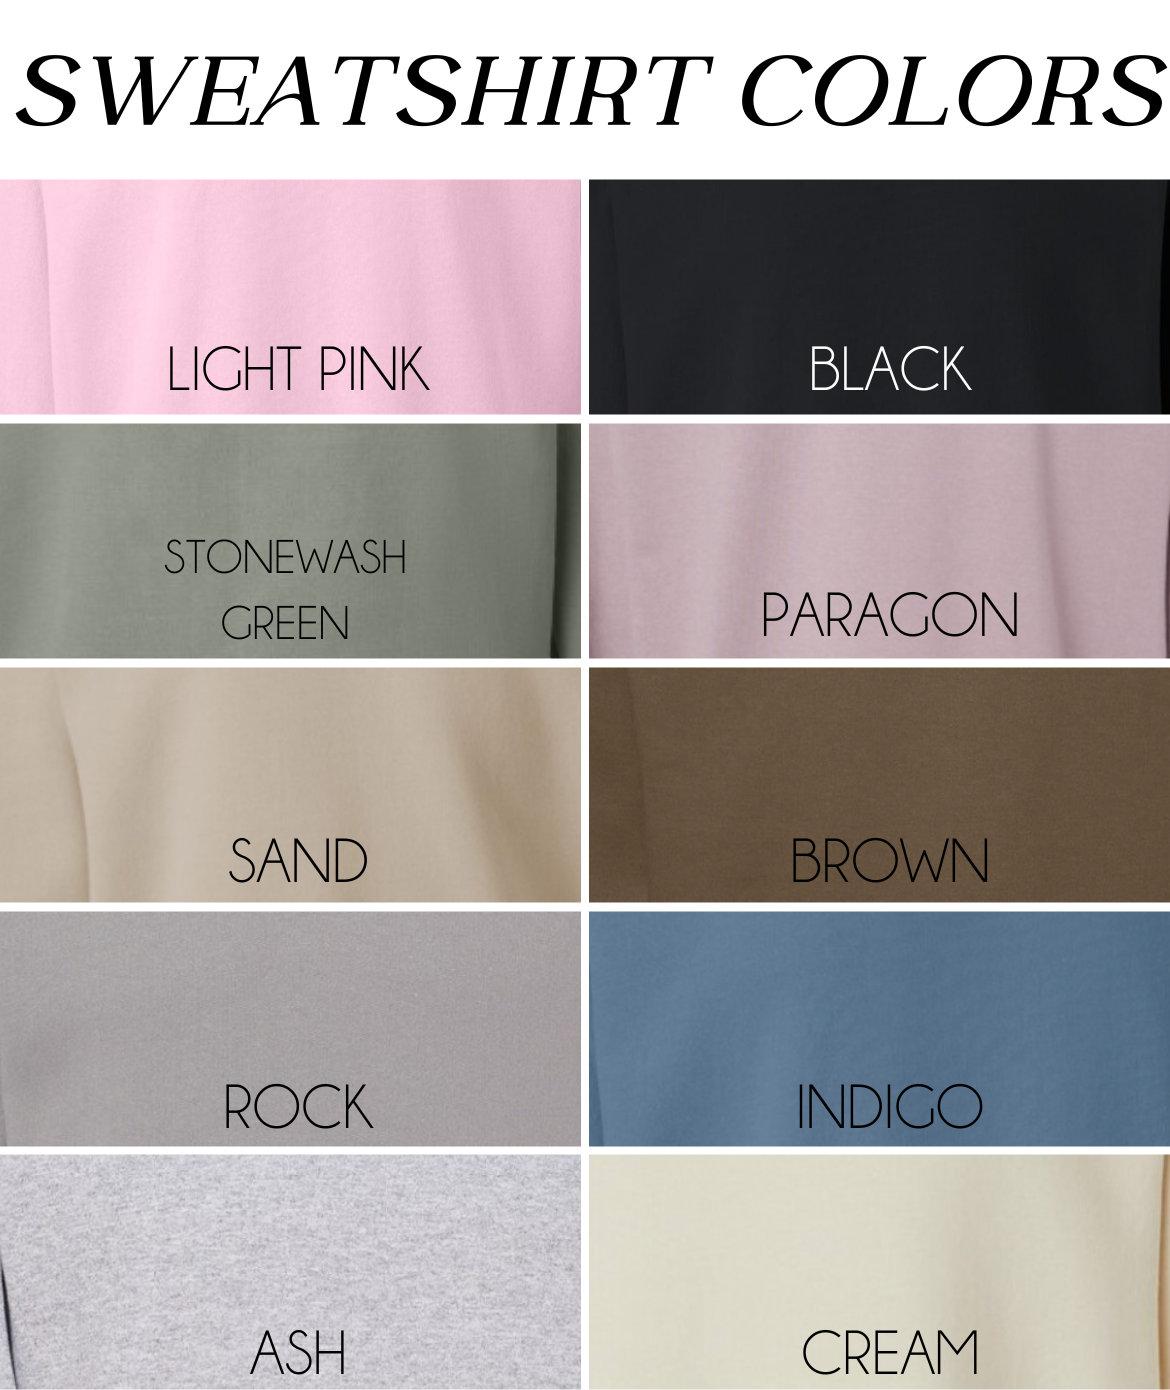 SWEATSHIRT COLORS
LIGHT PINK
BLACK
STONEWASH
GREEN
PARAGON
SAND
BROWN
ROCK
INDIGO
ASH
CREAM